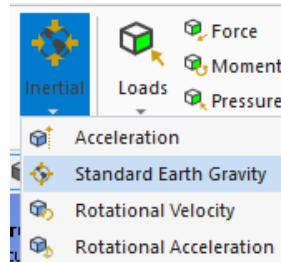 Inertial
Loads
Force
Moment
Pressure
Acceleration
Standard Earth Gravity
Rotational Velocity
Rotational Acceleration